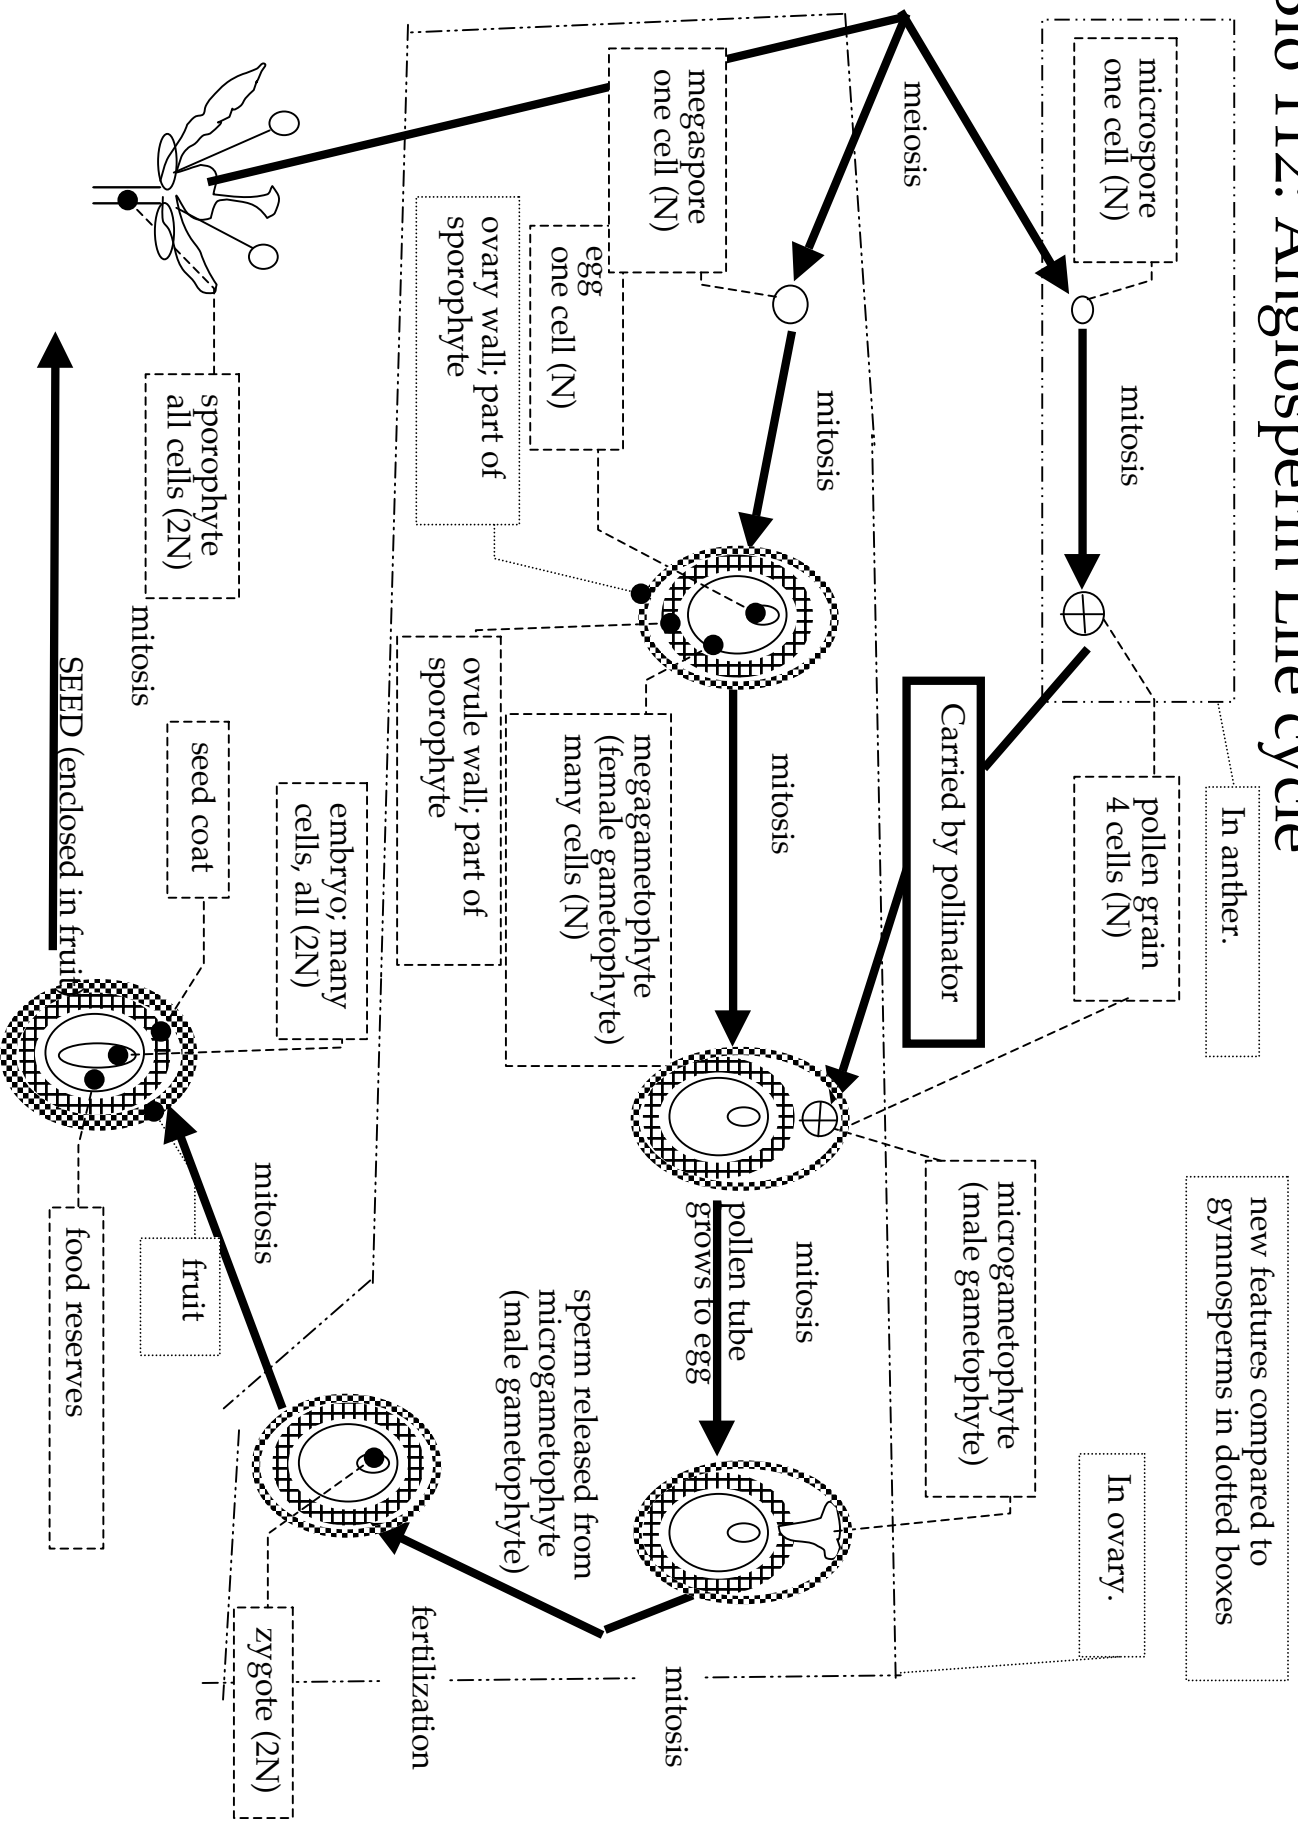 Bio 112: Angiosperm Life cycle
new features compared to
gymnosperms in dotted boxes
In anther.
In ovary.
microspore
one cell (N)
mitosis
pollen grain
4 cells (N)
microgametophyte
(male gametophyte)
meiosis
Carried by pollinator
megaspore
one cell (N)
mitosis
mitosis
mitosis
pollen tube
grows to egg
egg
one cell (N)
ovary wall; part of
sporophyte
megagametophyte
(female gametophyte)
many cells (N)
ovule wall; part of
sporophyte
sperm released from
microgametophyte
(male gametophyte)
mitosis
fertilization
sporophyte
all cells (2N)
mitosis
seed coat
embryo; many
cells, all (2N)
mitosis
fruit
zygote (2N)
SEED (enclosed in fruit)
food reserves